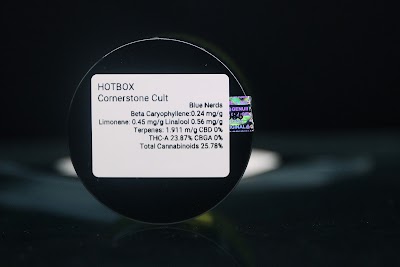 HOTBOX
Cornerstone Cult
Blue Nerds
Beta Caryophyllene:0.24 mg/g
Limonene: 0.45 mg/g Linalool 0.56 mg/g
Terpenes: 1.911 m/g CBD 0%
THC-A 23.87% CBGA 0%
Total Cannabinoids 25.78%